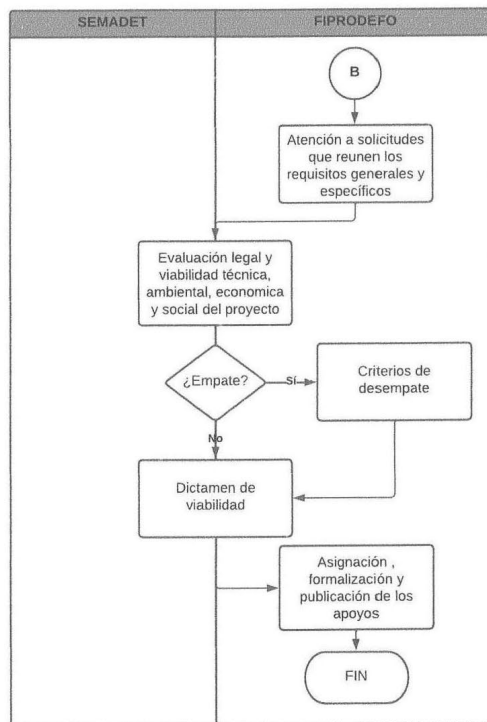 SEMADET
FIPRODEFO
B
Atención a solicitudes
que reunen los
requisitos generales y
específicos
Evaluación legal y
viabilidad técnica,
ambiental, economica
y social del proyecto
¿Empate?
Sí
Criterios de
desempate
No
Dictamen de
viabilidad
Asignación ,
formalización y
publicación de los
apoyos
FIN